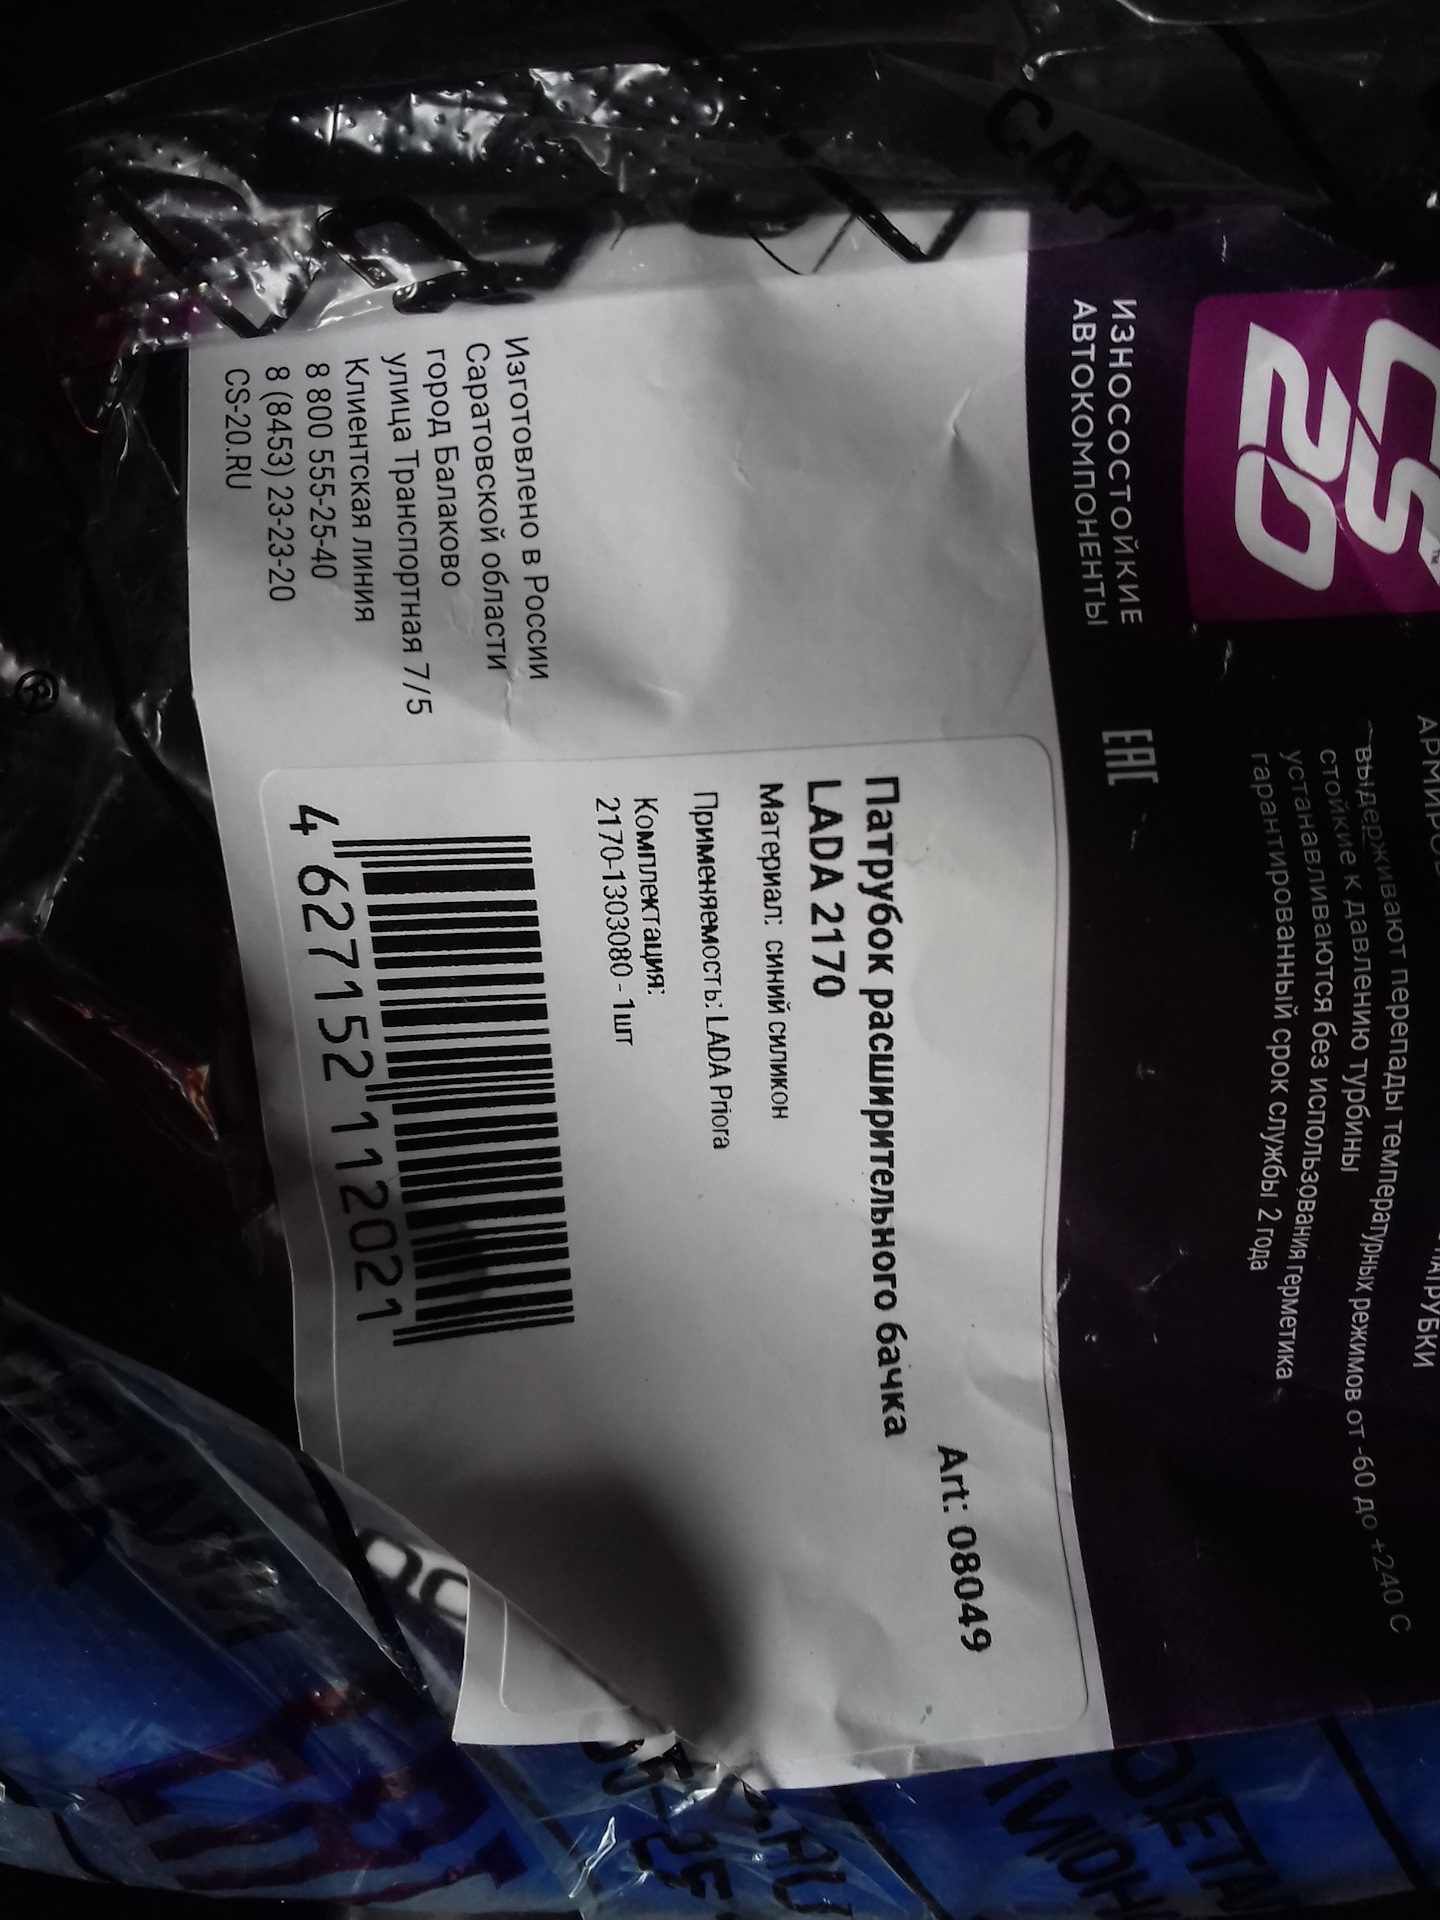 CS
20
ИЗНОСОСТОЙКИЕ
АВТОКОМПОНЕНТЫ
EAC
выдерживают перепады температурных режимов от -60 до +240 С
стойкие к давлению турбины
устанавливаются без использования герметика
гарантированный срок службы 2 года
Art: 08049
Патрубок расширительного бачка
LADA 2170
Материал: синий силикон
Применяемость: LADA Priora
Комплектация:
2170-1303080 - 1шт
4 627152 112021
Изготовлено в России
Саратовской области
город Балаково
улица Транспортная 7/5
Клиентская линия
8 800 555-25-40
8 (8453) 23-23-20
CS-20.RU
®